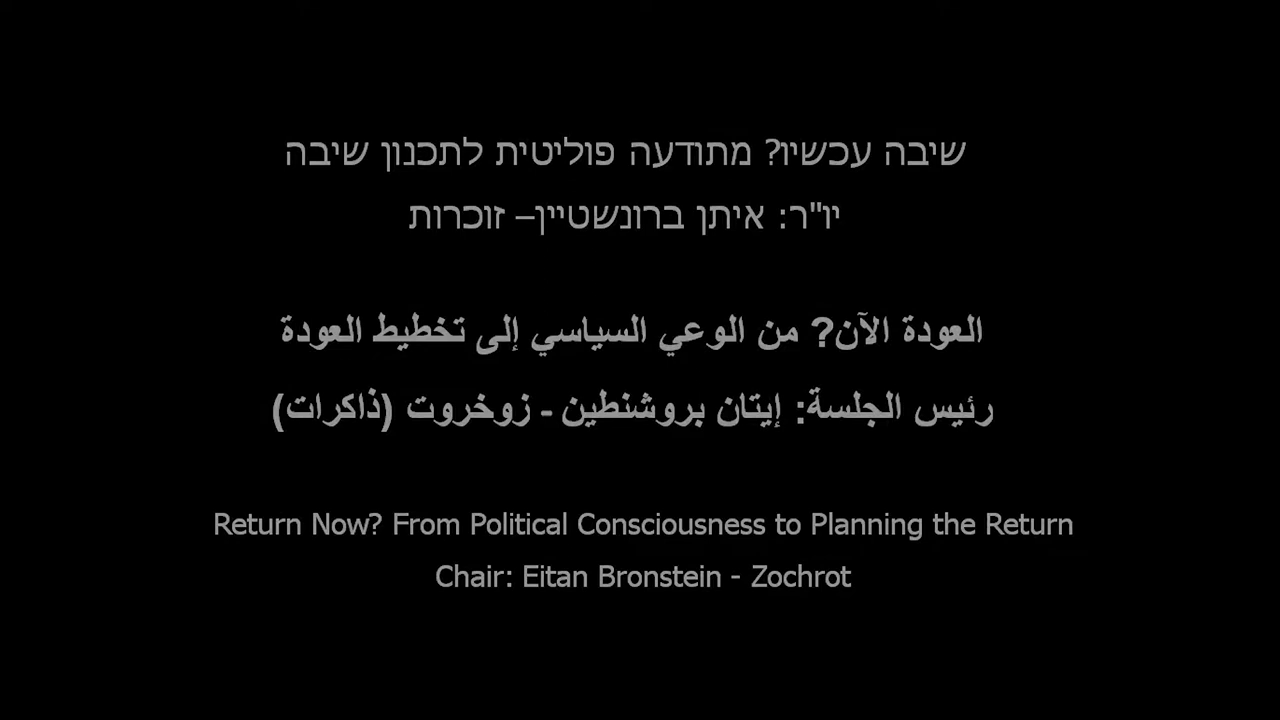 שיבה עכשיו? מתודעה פוליטית לתכנון שיבה
יו"ר: איתן ברונשטיין– זוכרות
العودة الآن? من الوعي السياسي إلى تخطيط العودة
رئيس الجلسة: إيتان بروشنطين - زوخروت (ذاكرات)
Return Now? From Political Consciousness to Planning the Return
Chair: Eitan Bronstein - Zochrot